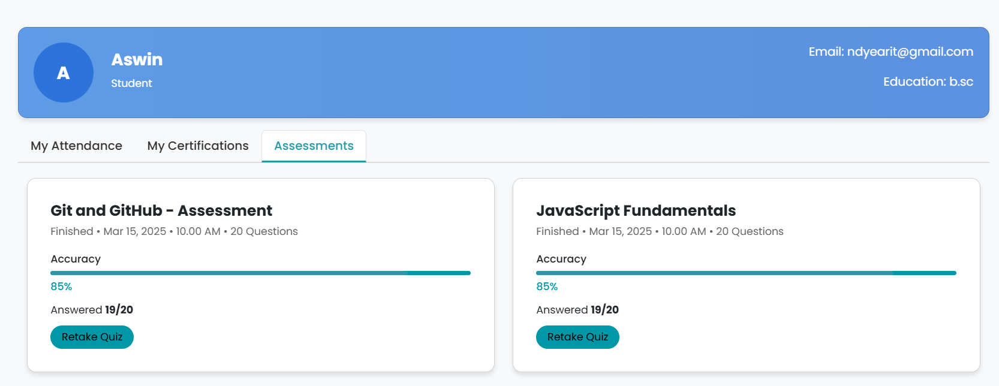 A
Aswin
Student
Email: ndyearit@gmail.com
Education: b.sc
My Attendance
My Certifications
Assessments
Git and GitHub - Assessment
Finished • Mar 15, 2025 • 10.00 AM • 20 Questions
Accuracy
85%
Answered 19/20
Retake Quiz
JavaScript Fundamentals
Finished • Mar 15, 2025 • 10.00 AM • 20 Questions
Accuracy
85%
Answered 19/20
Retake Quiz